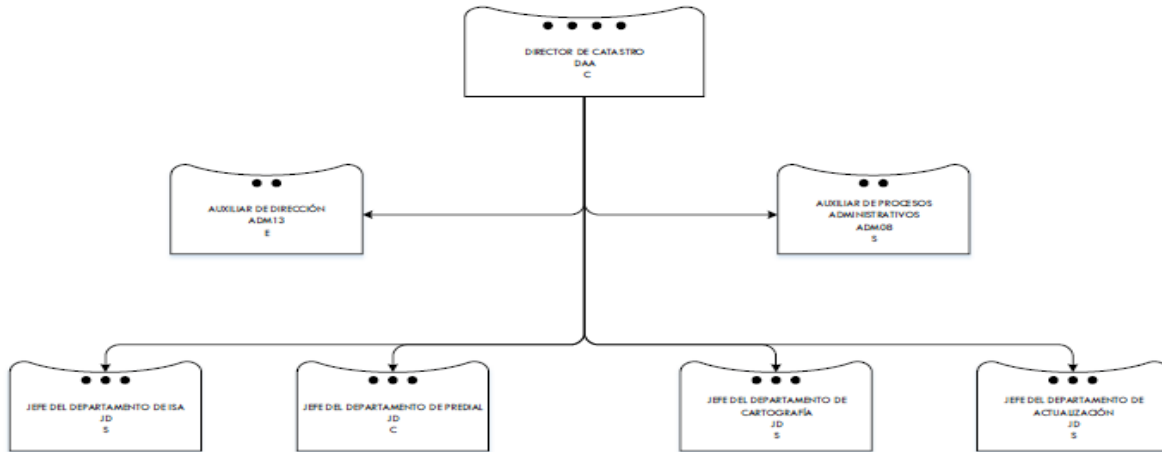 DIRECTOR DE CATASTRO
DAA
C
AUXILIAR DE DIRECCIÓN
ADM13
E
AUXILIAR DE PROCESOS
ADMINISTRATIVOS
ADM08
S
JEFE DEL DEPARTAMENTO DE ISA
JD
S
JEFE DEL DEPARTAMENTO DE PREDIAL
JD
C
JEFE DEL DEPARTAMENTO DE
CARTOGRAFÍA
JD
S
JEFE DEL DEPARTAMENTO DE
ACTUALIZACIÓN
JD
S